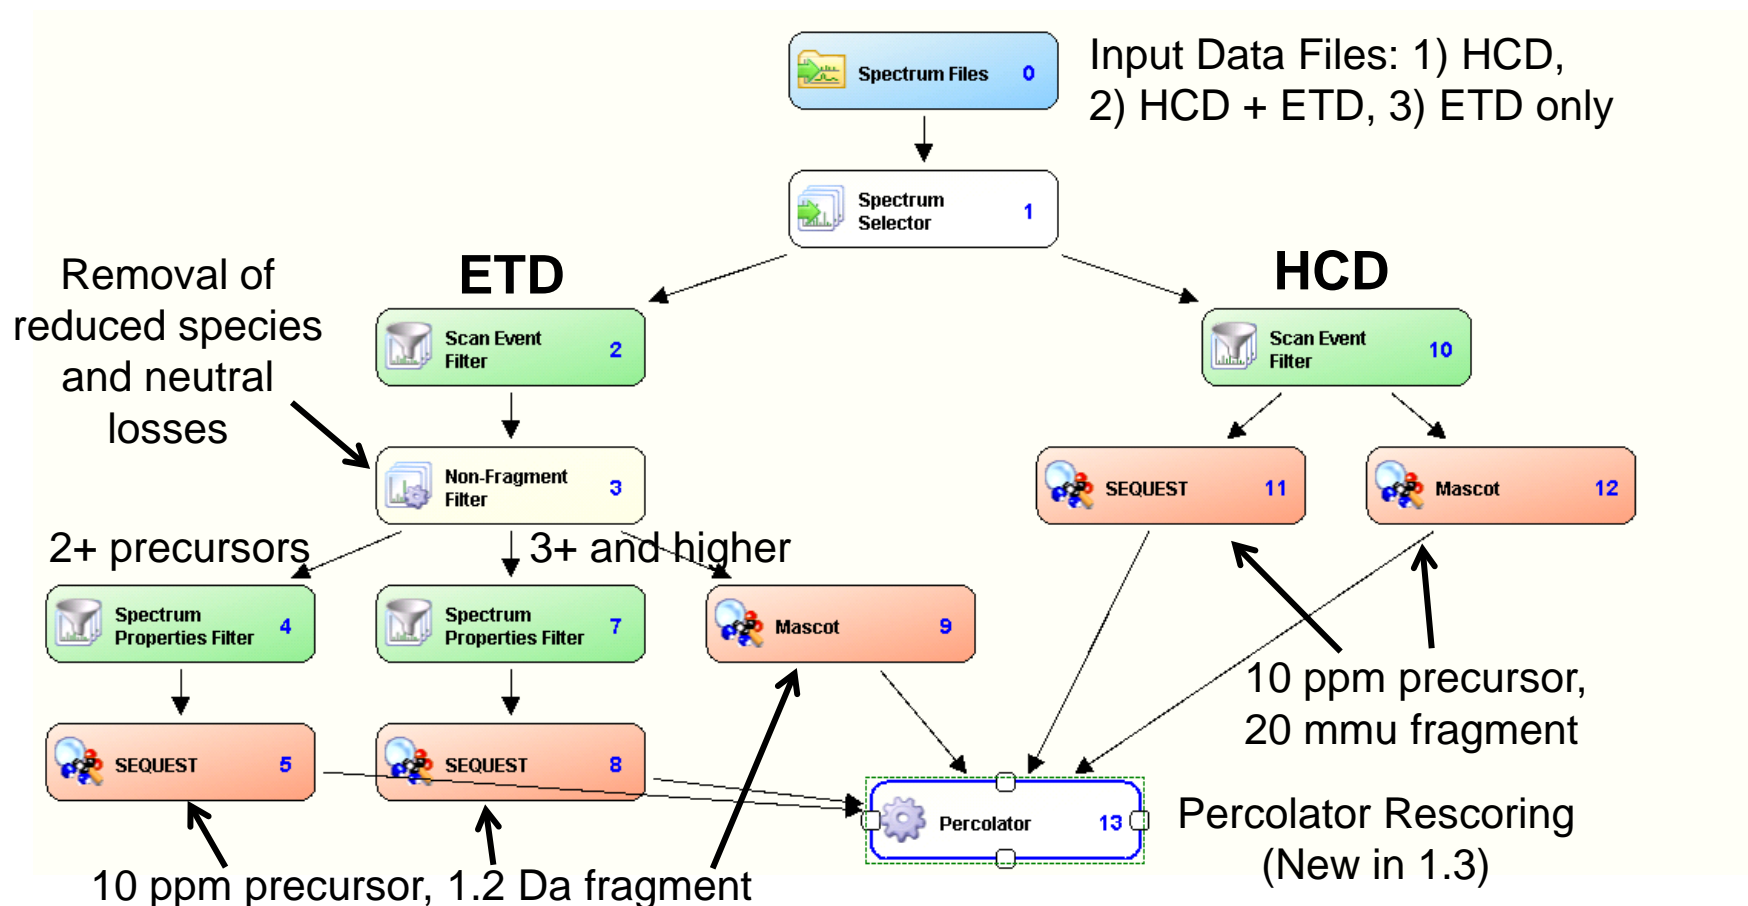 Spectrum Files 0
Input Data Files: 1) HCD,
2) HCD + ETD, 3) ETD only
Spectrum
Selector 1
Removal of
reduced species
and neutral
losses
ETD
HCD
Scan Event
Filter 2
Scan Event
Filter 10
Non-Fragment
Filter 3
SEQUEST 11
Mascot 12
2+ precursors
3+ and higher
Spectrum
Properties Filter 4
Spectrum
Properties Filter 7
Mascot 9
10 ppm precursor,
20 mmu fragment
SEQUEST 5
SEQUEST 8
Percolator 13
Percolator Rescoring
(New in 1.3)
10 ppm precursor, 1.2 Da fragment